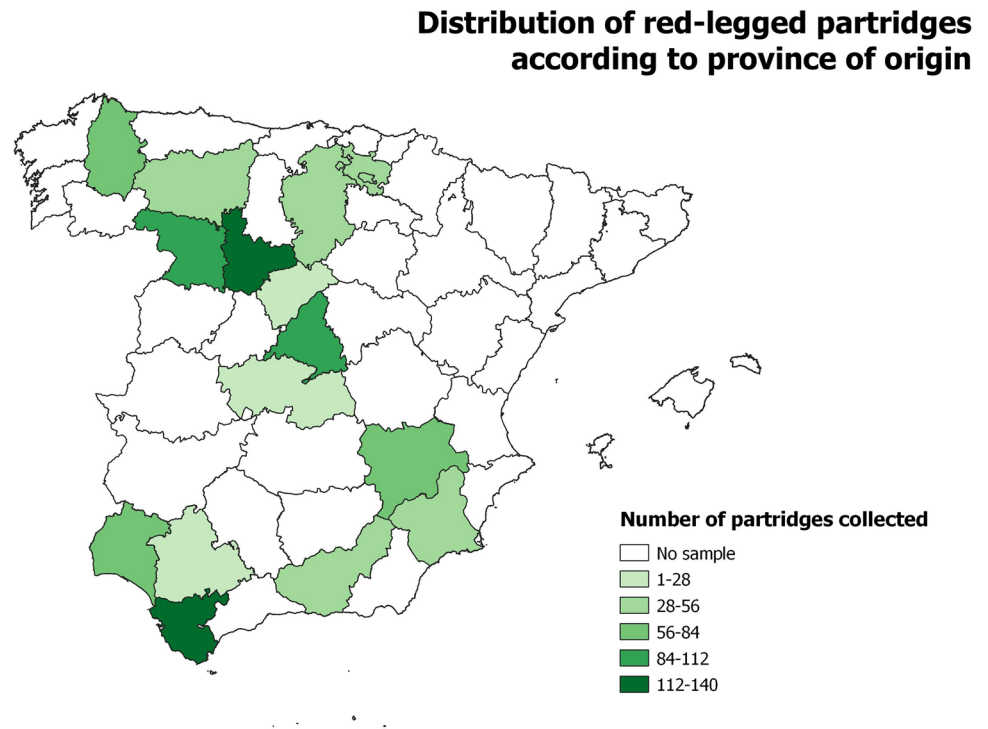 Distribution of red-legged partridges
according to province of origin
Number of partridges collected
No sample
1-28
28-56
56-84
84-112
112-140